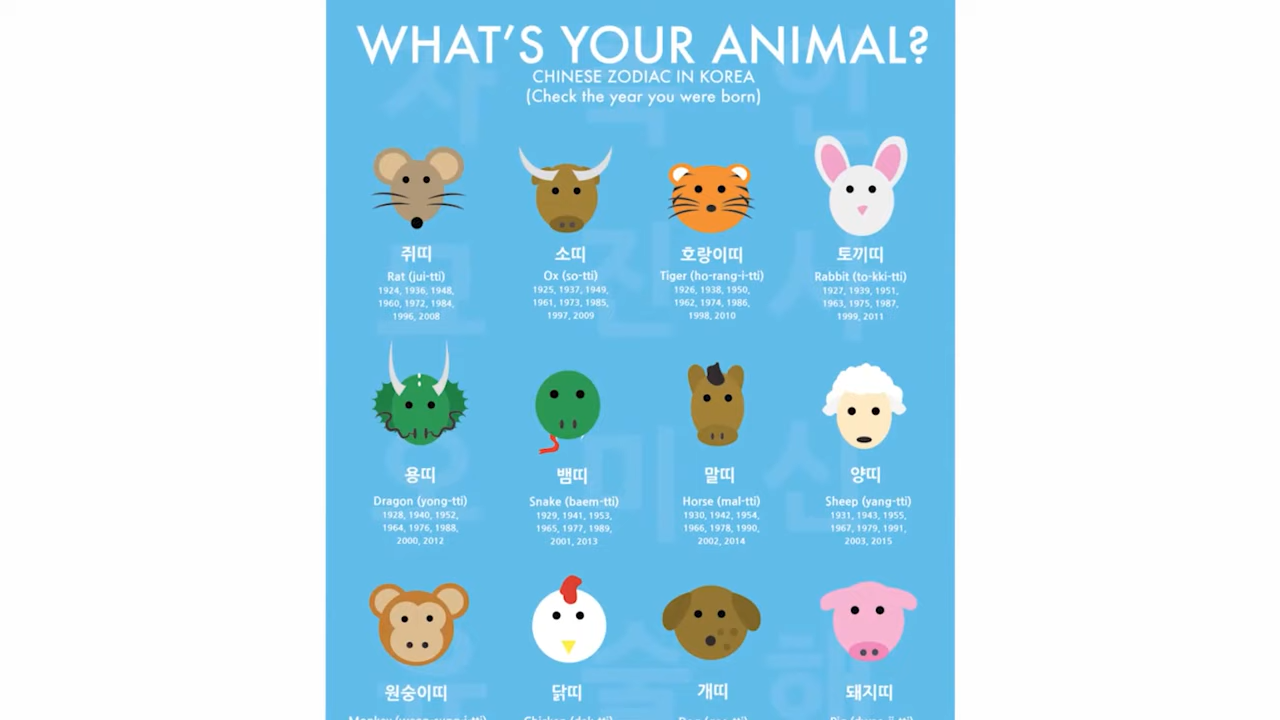 WHAT'S YOUR ANIMAL?
CHINESE ZODIAC IN KOREA
(Check the year you were born)
쥐띠
Rat (jui-tti)
1924, 1936, 1948,
1960, 1972, 1984,
1996, 2008
소띠
Ox (so-tti)
1925, 1937, 1949,
1961, 1973, 1985,
1997, 2009
호랑이띠
Tiger (ho-rang-i-tti)
1926, 1938, 1950,
1962, 1974, 1986,
1998, 2010
토끼띠
Rabbit (to-kki-tti)
1927, 1939, 1951,
1963, 1975, 1987,
1999, 2011
용띠
Dragon (yong-tti)
1928, 1940, 1952,
1964, 1976, 1988,
2000, 2012
뱀띠
Snake (baem-tti)
1929, 1941, 1953,
1965, 1977, 1989,
2001, 2013
말띠
Horse (mal-tti)
1930, 1942, 1954,
1966, 1978, 1990,
2002, 2014
양띠
Sheep (yang-tti)
1931, 1943, 1955,
1967, 1979, 1991,
2003, 2015
원숭이띠
닭띠
개띠
돼지띠